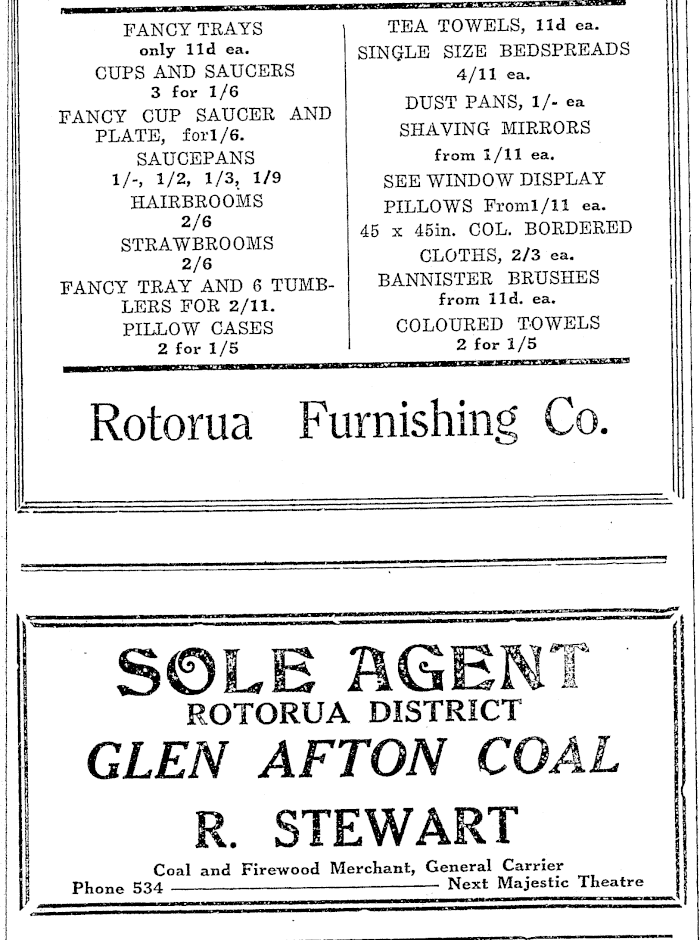 FANCY TRAYS
only 11d ea.
CUPS AND SAUCERS
3 for 1/6
FANCY CUP SAUCER AND
PLATE, for1/6.
SAUCEPANS
1/-, 1/2, 1/3, 1/9
HAIRBROOMS
2/6
STRAWBROOMS
2/6
FANCY TRAY AND 6 TUMB-
LERS FOR 2/11.
PILLOW CASES
2 for 1/5
TEA TOWELS, 11d ea.
SINGLE SIZE BEDSPREADS
4/11 ea.
DUST PANS, 1/- ea
SHAVING MIRRORS
from 1/11 ea.
SEE WINDOW DISPLAY
PILLOWS From1/11 ea.
45 x 45in. COL. BORDERED
CLOTHS, 2/3 ea.
BANNISTER BRUSHES
from 11d. ea.
COLOURED TOWELS
2 for 1/5
Rotorua Furnishing Co.
SOLE AGENT
ROTORUA DISTRICT
GLEN AFTON COAL
R. STEWART
Coal and Firewood Merchant, General Carrier
Phone 534 ——— Next Majestic Theatre